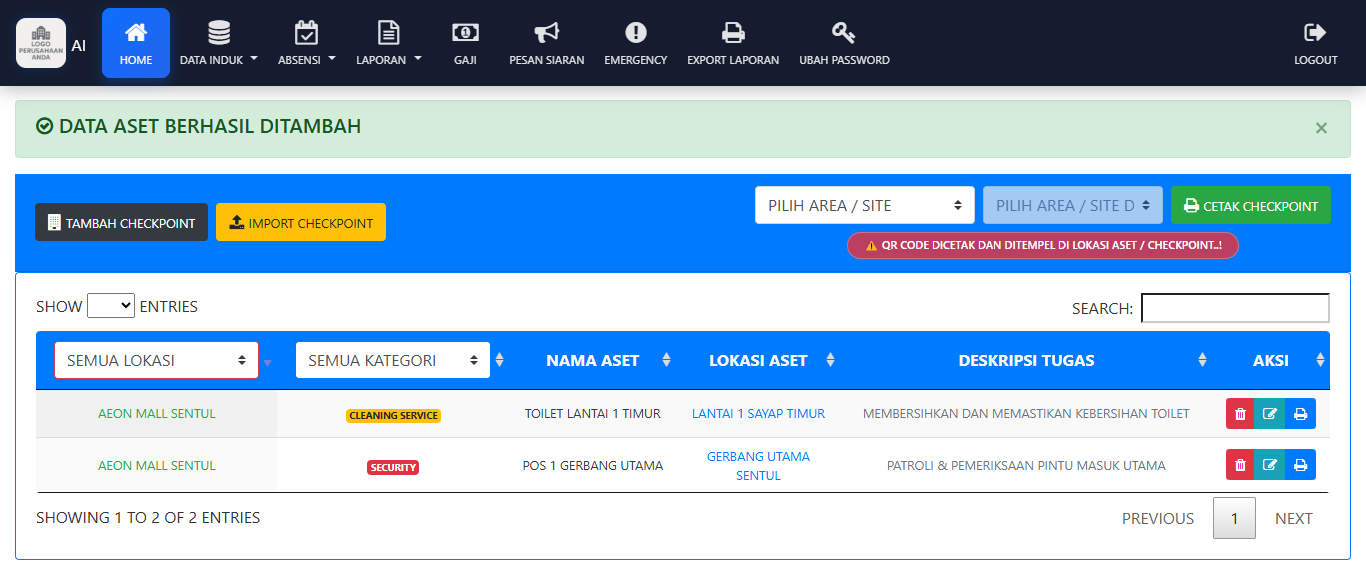 LOGO
PERUSAHAAN
ANDA
AI
HOME
DATA INDUK
ABSENSI
LAPORAN
GAJI
PESAN SIARAN
EMERGENCY
EXPORT LAPORAN
UBAH PASSWORD
LOGOUT
DATA ASET BERHASIL DITAMBAH
×
TAMBAH CHECKPOINT
IMPORT CHECKPOINT
PILIH AREA / SITE
PILIH AREA / SITE D
CETAK CHECKPOINT
QR CODE DICETAK DAN DITEMPEL DI LOKASI ASET / CHECKPOINT..!
SHOW ENTRIES
SEARCH:
SEMUA LOKASI SEMUA KATEGORI NAMA ASET LOKASI ASET DESKRIPSI TUGAS AKSI
AEON MALL SENTUL CLEANING SERVICE TOILET LANTAI 1 TIMUR LANTAI 1 SAYAP TIMUR MEMBERSIHKAN DAN MEMASTIKAN KEBERSIHAN TOILET
AEON MALL SENTUL SECURITY POS 1 GERBANG UTAMA GERBANG UTAMA
SENTUL PATROLI & PEMERIKSAAN PINTU MASUK UTAMA
SHOWING 1 TO 2 OF 2 ENTRIES
PREVIOUS 1 NEXT